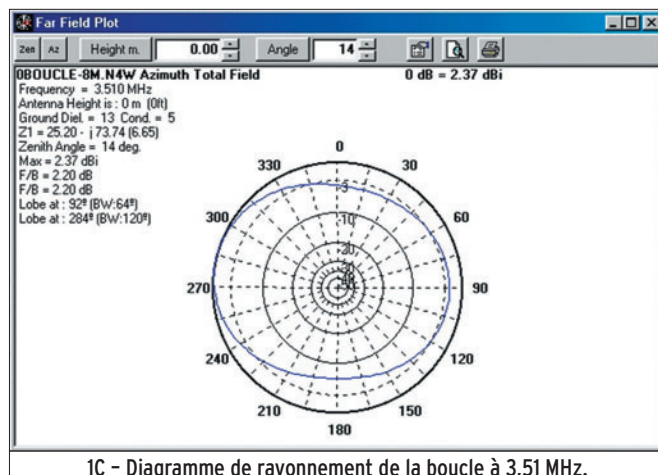 Far Field Plot
Zen Az Height m. 0.00 Angle 14
0BOUCLE-8M.N4W Azimuth Total Field 0 dB = 2.37 dBi
Frequency = 3.510 MHz
Antenna Height is : 0 m (0ft)
Ground Diel. = 13 Cond. = 5
Z1 = 25.20 - j 73.74 (6.65)
Zenith Angle = 14 deg.
Max = 2.37 dBi
F/B = 2.20 dB
F/B = 2.20 dB
Lobe at : 92º (BW:64º)
Lobe at : 284º (BW:120º)
0
330 30
300 60
270 90
240 120
210 150
180
-3
-10
-20
-30
1C – Diagramme de rayonnement de la boucle à 3,51 MHz.